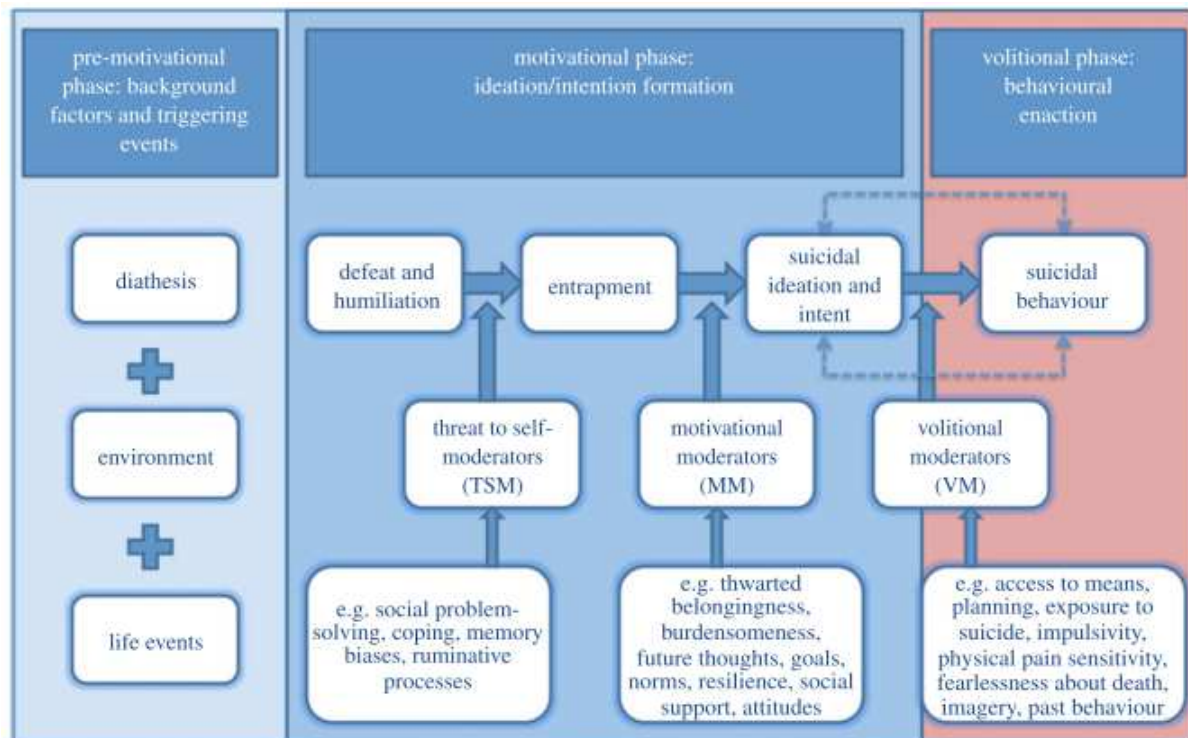 pre-motivational
phase: background
factors and triggering
events
motivational phase:
ideation/intention formation
volitional phase:
behavioural
enaction
diathesis
environment
life events
defeat and
humiliation
entrapment
suicidal
ideation and
intent
suicidal
behaviour
threat to self-
moderators
(TSM)
motivational
moderators
(MM)
volitional
moderators
(VM)
e.g. social problem-
solving, coping, memory
biases, ruminative
processes
e.g. thwarted
belongingness,
burdensomeness,
future thoughts, goals,
norms, resilience, social
support, attitudes
e.g. access to means,
planning, exposure to
suicide, impulsivity,
physical pain sensitivity,
fearlessness about death,
imagery, past behaviour